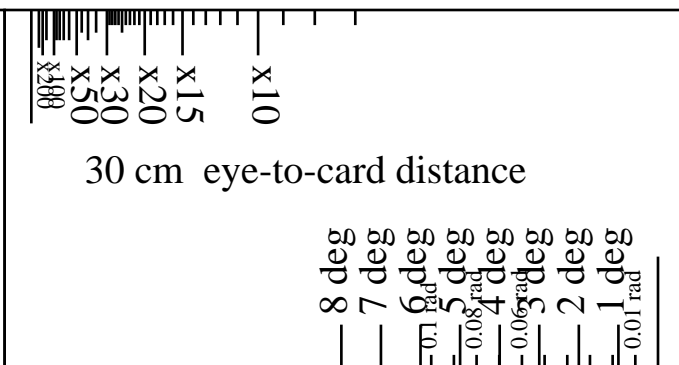 x200 x100 x50 x30 x20 x15 x10
30 cm eye-to-card distance
8 deg 7 deg 6 deg 5 deg 4 deg 3 deg 2 deg 1 deg
0.1 rad 0.08 rad 0.06 rad 0.01 rad